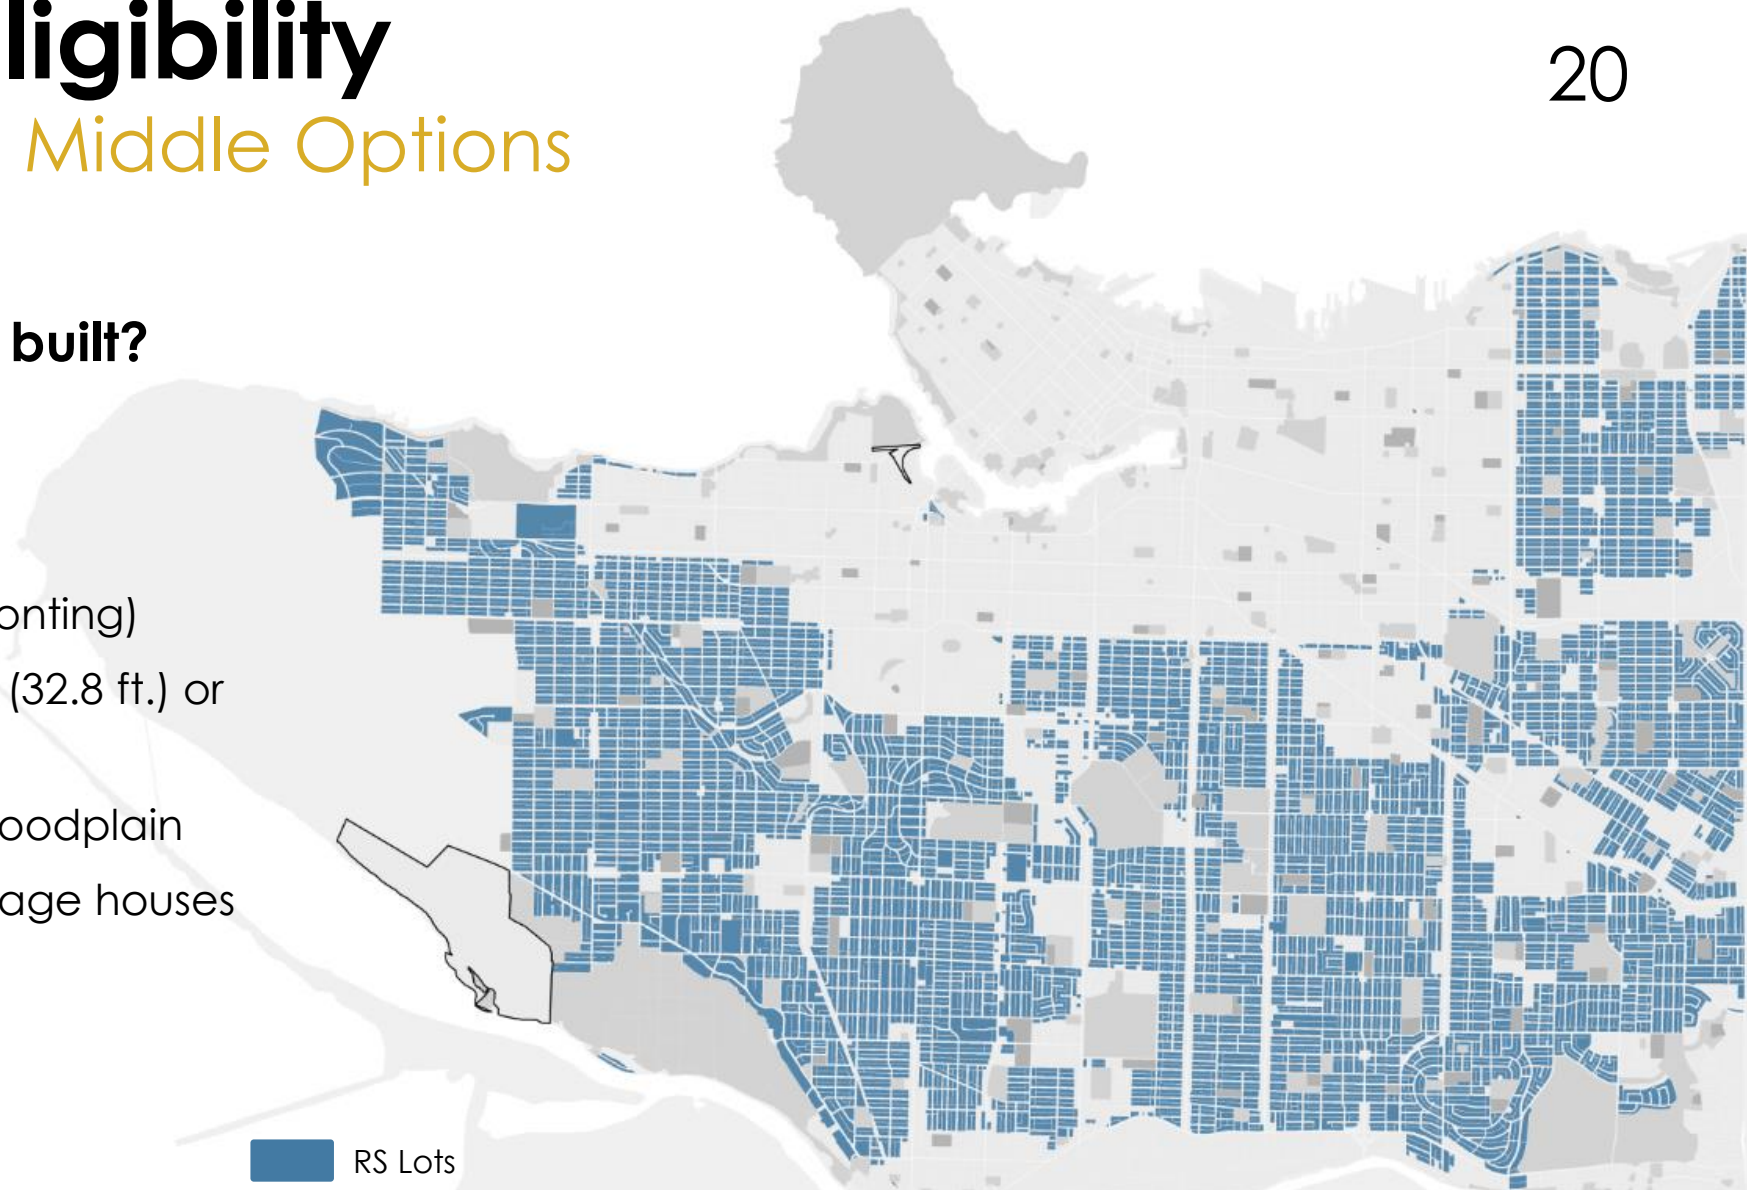 ligibility
20
Middle Options
built?
onting)
(32.8 ft.) or
oodplain
age houses
RS Lots